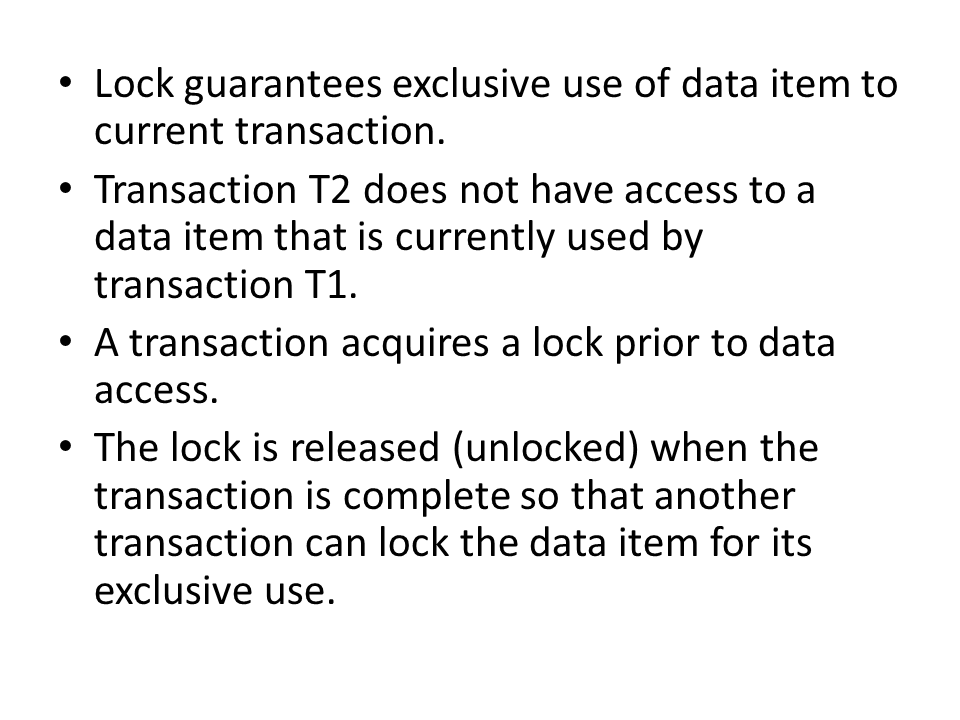 • Lock guarantees exclusive use of data item to
current transaction.
• Transaction T2 does not have access to a
data item that is currently used by
transaction T1.
• A transaction acquires a lock prior to data
access.
• The lock is released (unlocked) when the
transaction is complete so that another
transaction can lock the data item for its
exclusive use.